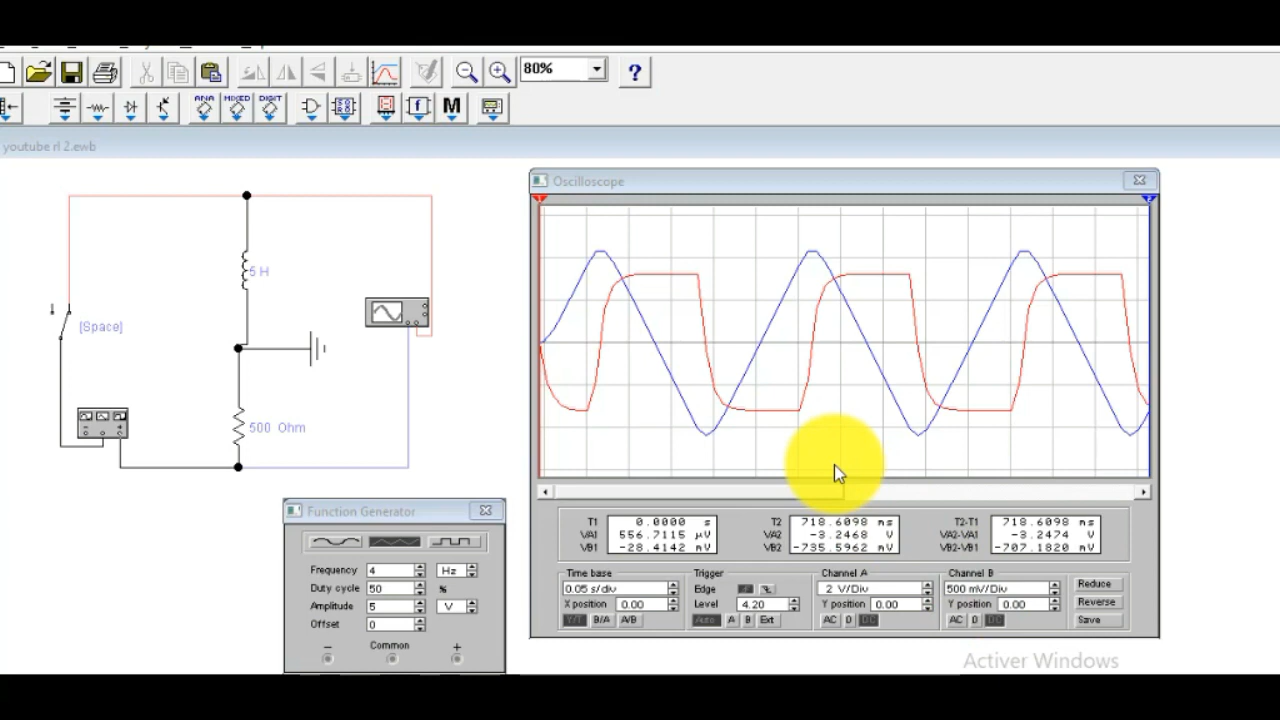 80%
?
ANA MIXED DIGIT
f M
youtube rl 2.ewb
Oscilloscope
1 2
5 H
[Space]
500 Ohm
Function Generator
Frequency 4 Hz
Duty cycle 50 %
Amplitude 5 V
Offset 0
− Common +
T1 0.0000 s
VA1 556.7115 µV
VB1 -28.4142 mV
T2 718.6098 ms
VA2 -3.2468 V
VB2 -735.5962 mV
T2-T1 718.6098 ms
VA2-VA1 -3.2474 V
VB2-VB1 -707.1820 mV
Time base
0.05 s/div
X position 0.00
Y/T B/A A/B
Trigger
Edge
Level 4.20
Auto A B Ext
Channel A
2 V/Div
Y position 0.00
AC 0 DC
Channel B
500 mV/Div
Y position 0.00
AC 0 DC
Reduce
Reverse
Save
Activer Windows